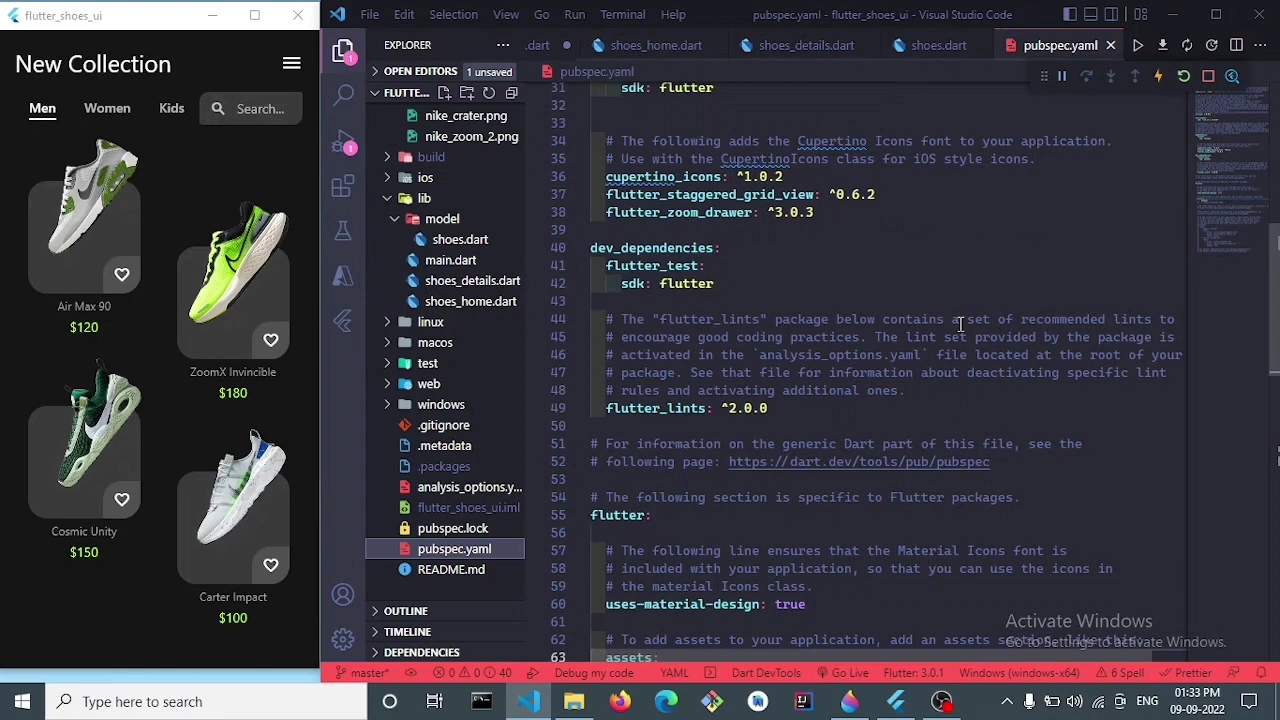 flutter_shoes_ui
New Collection
Men Women Kids Search...
Air Max 90
$120
ZoomX Invincible
$180
Cosmic Unity
$150
Carter Impact
$100
File Edit Selection View Go Run Terminal Help
pubspec.yaml - flutter_shoes_ui - Visual Studio Code
EXPLORER
.dart shoes_home.dart shoes_details.dart shoes.dart pubspec.yaml
OPEN EDITORS 1 unsaved
FLUTTE...
nike_crater.png
nike_zoom_2.png
build
ios
lib
model
shoes.dart
main.dart
shoes_details.dart
shoes_home.dart
linux
macos
test
web
windows
.gitignore
.metadata
.packages
analysis_options.y...
flutter_shoes_ui.iml
pubspec.lock
pubspec.yaml
README.md
OUTLINE
TIMELINE
DEPENDENCIES
pubspec.yaml
31 sdk: flutter
32
33
34 # The following adds the Cupertino Icons font to your application.
35 # Use with the CupertinoIcons class for iOS style icons.
36 cupertino_icons: ^1.0.2
37 flutter_staggered_grid_view: ^0.6.2
38 flutter_zoom_drawer: ^3.0.3
39
40 dev_dependencies:
41 flutter_test:
42 sdk: flutter
43
44 # The "flutter_lints" package below contains a set of recommended lints to
45 # encourage good coding practices. The lint set provided by the package is
46 # activated in the `analysis_options.yaml` file located at the root of your
47 # package. See that file for information about deactivating specific lint
48 # rules and activating additional ones.
49 flutter_lints: ^2.0.0
50
51 # For information on the generic Dart part of this file, see the
52 # following page: https://dart.dev/tools/pub/pubspec
53
54 # The following section is specific to Flutter packages.
55 flutter:
56
57 # The following line ensures that the Material Icons font is
58 # included with your application, so that you can use the icons in
59 # the material Icons class.
60 uses-material-design: true
61
62 # To add assets to your application, add an assets section, like this:
63 assets:
Activate Windows
Go to Settings to activate Windows.
master* 0 0 40 Debug my code YAML Dart DevTools Go Live Flutter: 3.0.1 Windows (windows-x64) 6 Spell Prettier
Type here to search
ENG 01:33 PM
09-09-2022